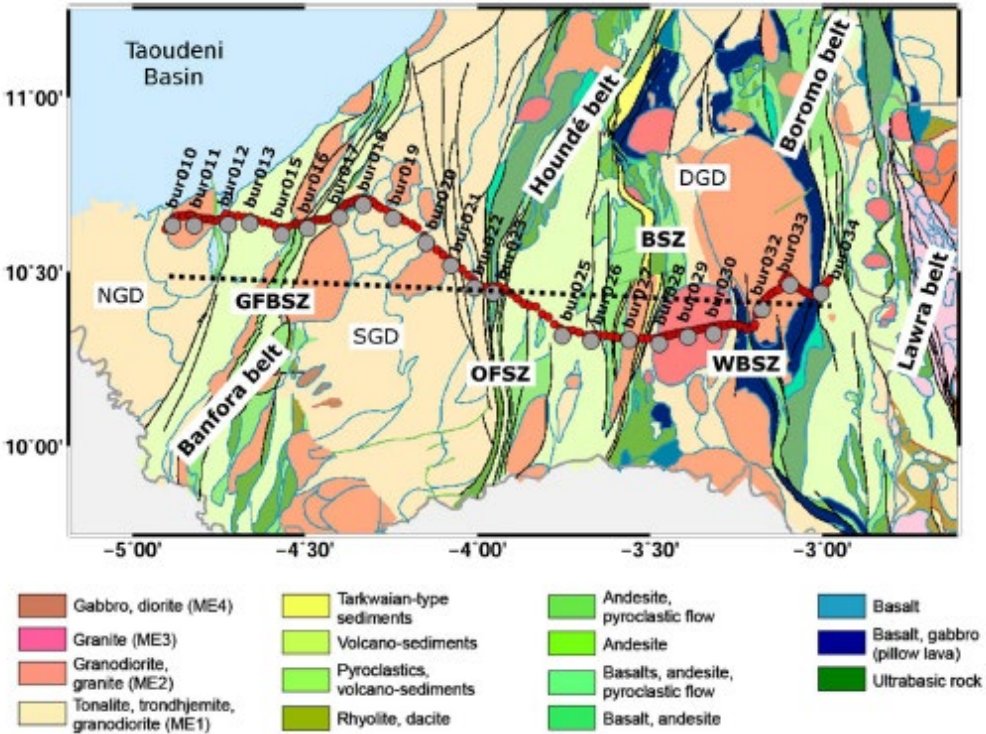 Taoudeni
Basin
Houndé belt
Boromo belt
11°00'
bur010
bur011
bur012
bur013
bur015
bur016
bur017
bur018
bur019
bur020
bur021
bur022
bur023
bur025
bur026
bur027
bur028
bur029
bur030
bur032
bur033
bur034
DGD
BSZ
10°30'
NGD
GFBSZ
SGD
OFSZ
WBSZ
Lawra belt
Banfora belt
10°00'
−5°00'
−4°30'
−4°00'
−3°30'
−3°00'
Gabbro, diorite (ME4)
Granite (ME3)
Granodiorite,
granite (ME2)
Tonalite, trondhjemite,
granodiorite (ME1)
Tarkwaian-type
sediments
Volcano-sediments
Pyroclastics,
volcano-sediments
Rhyolite, dacite
Andesite,
pyroclastic flow
Andesite
Basalts, andesite,
pyroclastic flow
Basalt, andesite
Basalt
Basalt, gabbro
(pillow lava)
Ultrabasic rock